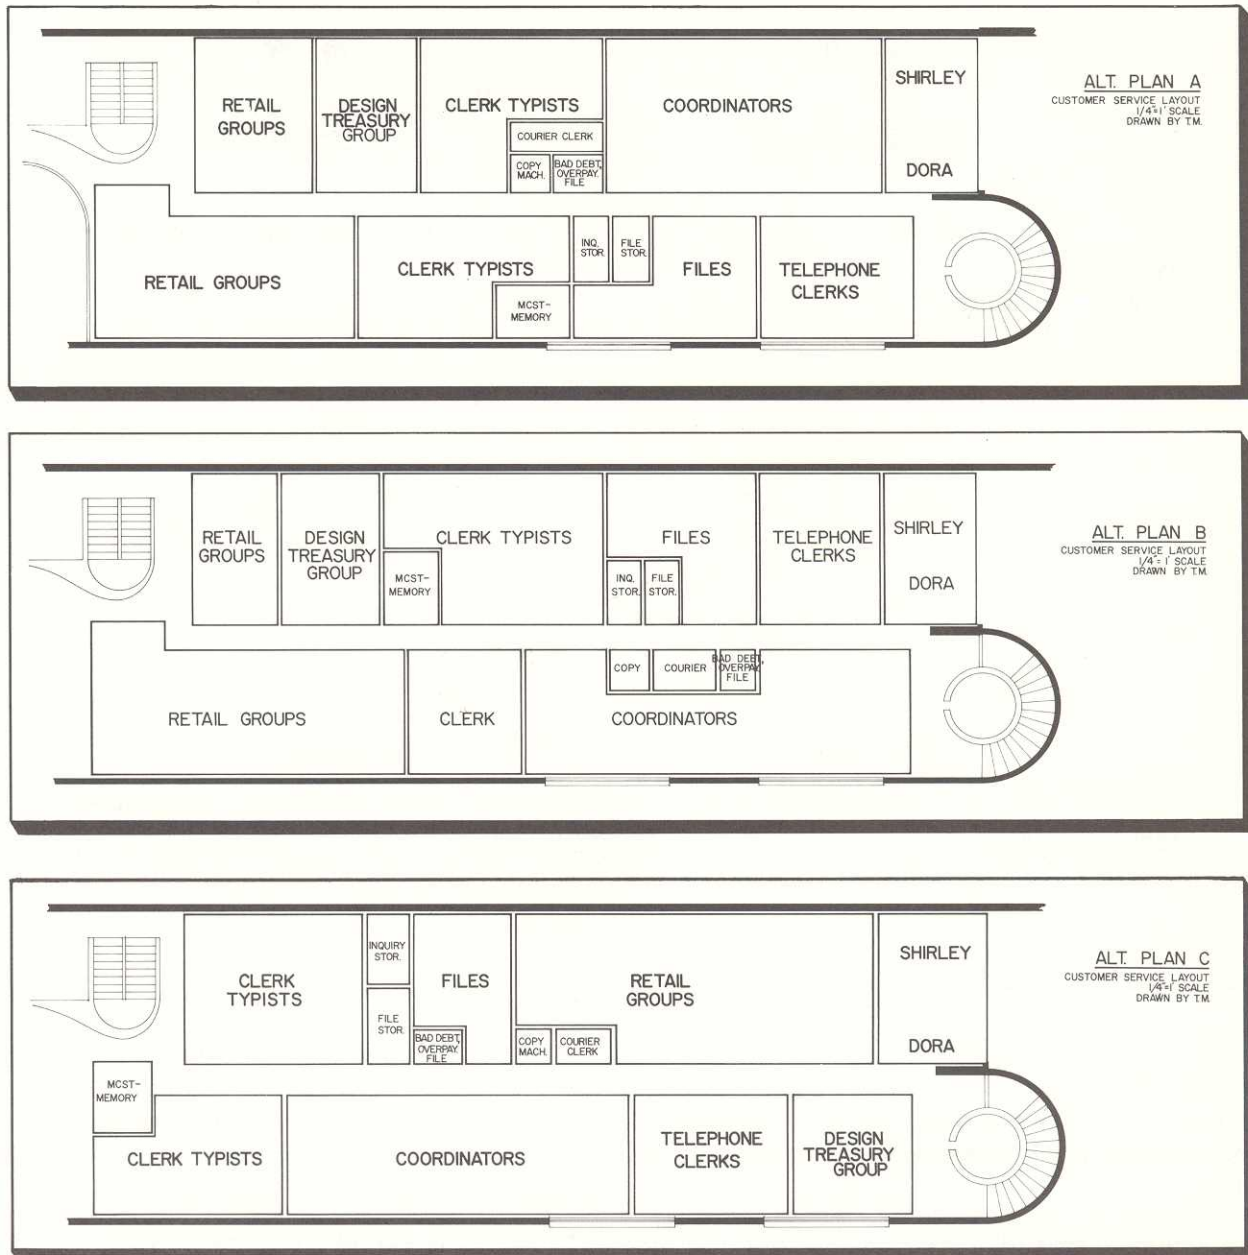 ALT. PLAN A
CUSTOMER SERVICE LAYOUT
1/4"=1' SCALE
DRAWN BY T.M.
RETAIL
GROUPS
DESIGN
TREASURY
GROUP
CLERK TYPISTS
COURIER CLERK
COPY
MACH.
BAD DEBT,
OVERPAY.
FILE
COORDINATORS
SHIRLEY
DORA
RETAIL GROUPS
CLERK TYPISTS
MCST-
MEMORY
INQ.
STOR.
FILE
STOR.
FILES
TELEPHONE
CLERKS
ALT. PLAN B
CUSTOMER SERVICE LAYOUT
1/4"=1' SCALE
DRAWN BY T.M.
RETAIL
GROUPS
DESIGN
TREASURY
GROUP
CLERK TYPISTS
MCST-
MEMORY
FILES
INQ.
STOR.
FILE
STOR.
TELEPHONE
CLERKS
SHIRLEY
DORA
RETAIL GROUPS
CLERK
COPY
COURIER
BAD DEBT,
OVERPAY.
FILE
COORDINATORS
ALT. PLAN C
CUSTOMER SERVICE LAYOUT
1/4"=1' SCALE
DRAWN BY T.M.
CLERK
TYPISTS
INQUIRY
STOR.
FILE
STOR.
FILES
BAD DEBT,
OVERPAY.
FILE
RETAIL
GROUPS
COPY
MACH.
COURIER
CLERK
SHIRLEY
DORA
MCST-
MEMORY
CLERK TYPISTS
COORDINATORS
TELEPHONE
CLERKS
DESIGN
TREASURY
GROUP